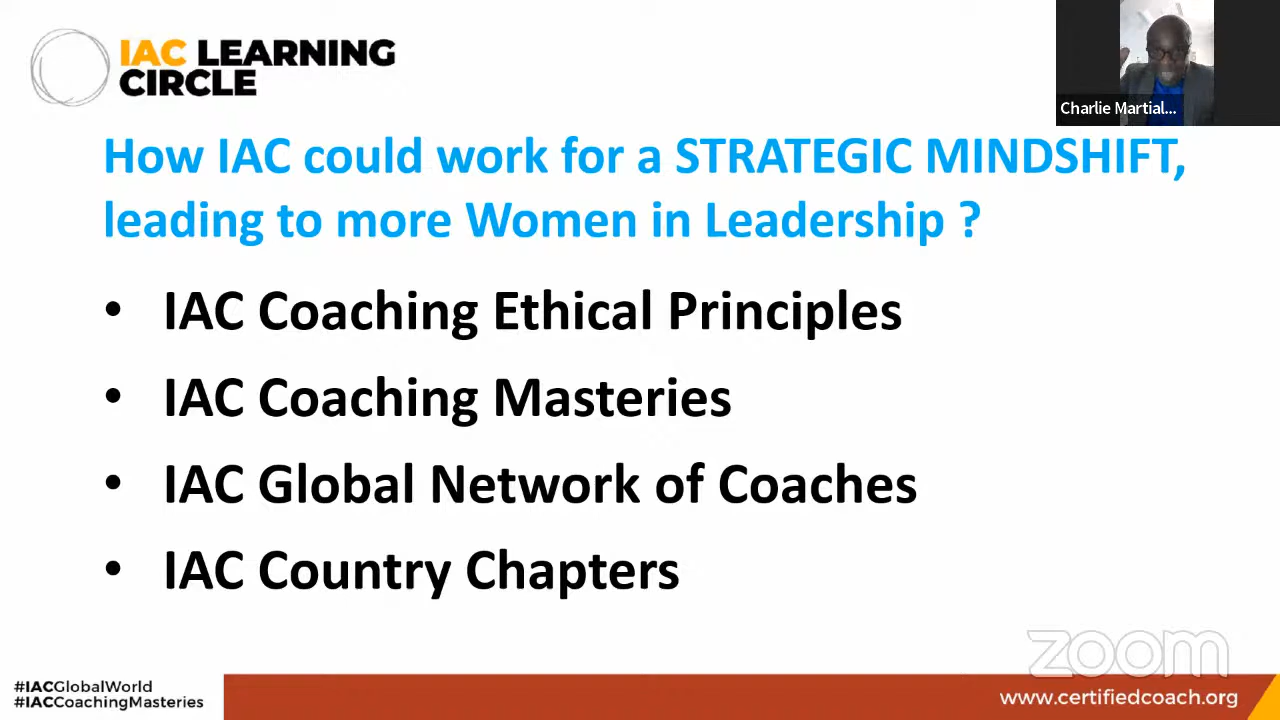 IAC LEARNING
CIRCLE
Charlie Martial...
How IAC could work for a STRATEGIC MINDSHIFT,
leading to more Women in Leadership ?
• IAC Coaching Ethical Principles
• IAC Coaching Masteries
• IAC Global Network of Coaches
• IAC Country Chapters
zoom
#IACGlobalWorld
#IACCoachingMasteries
www.certifiedcoach.org